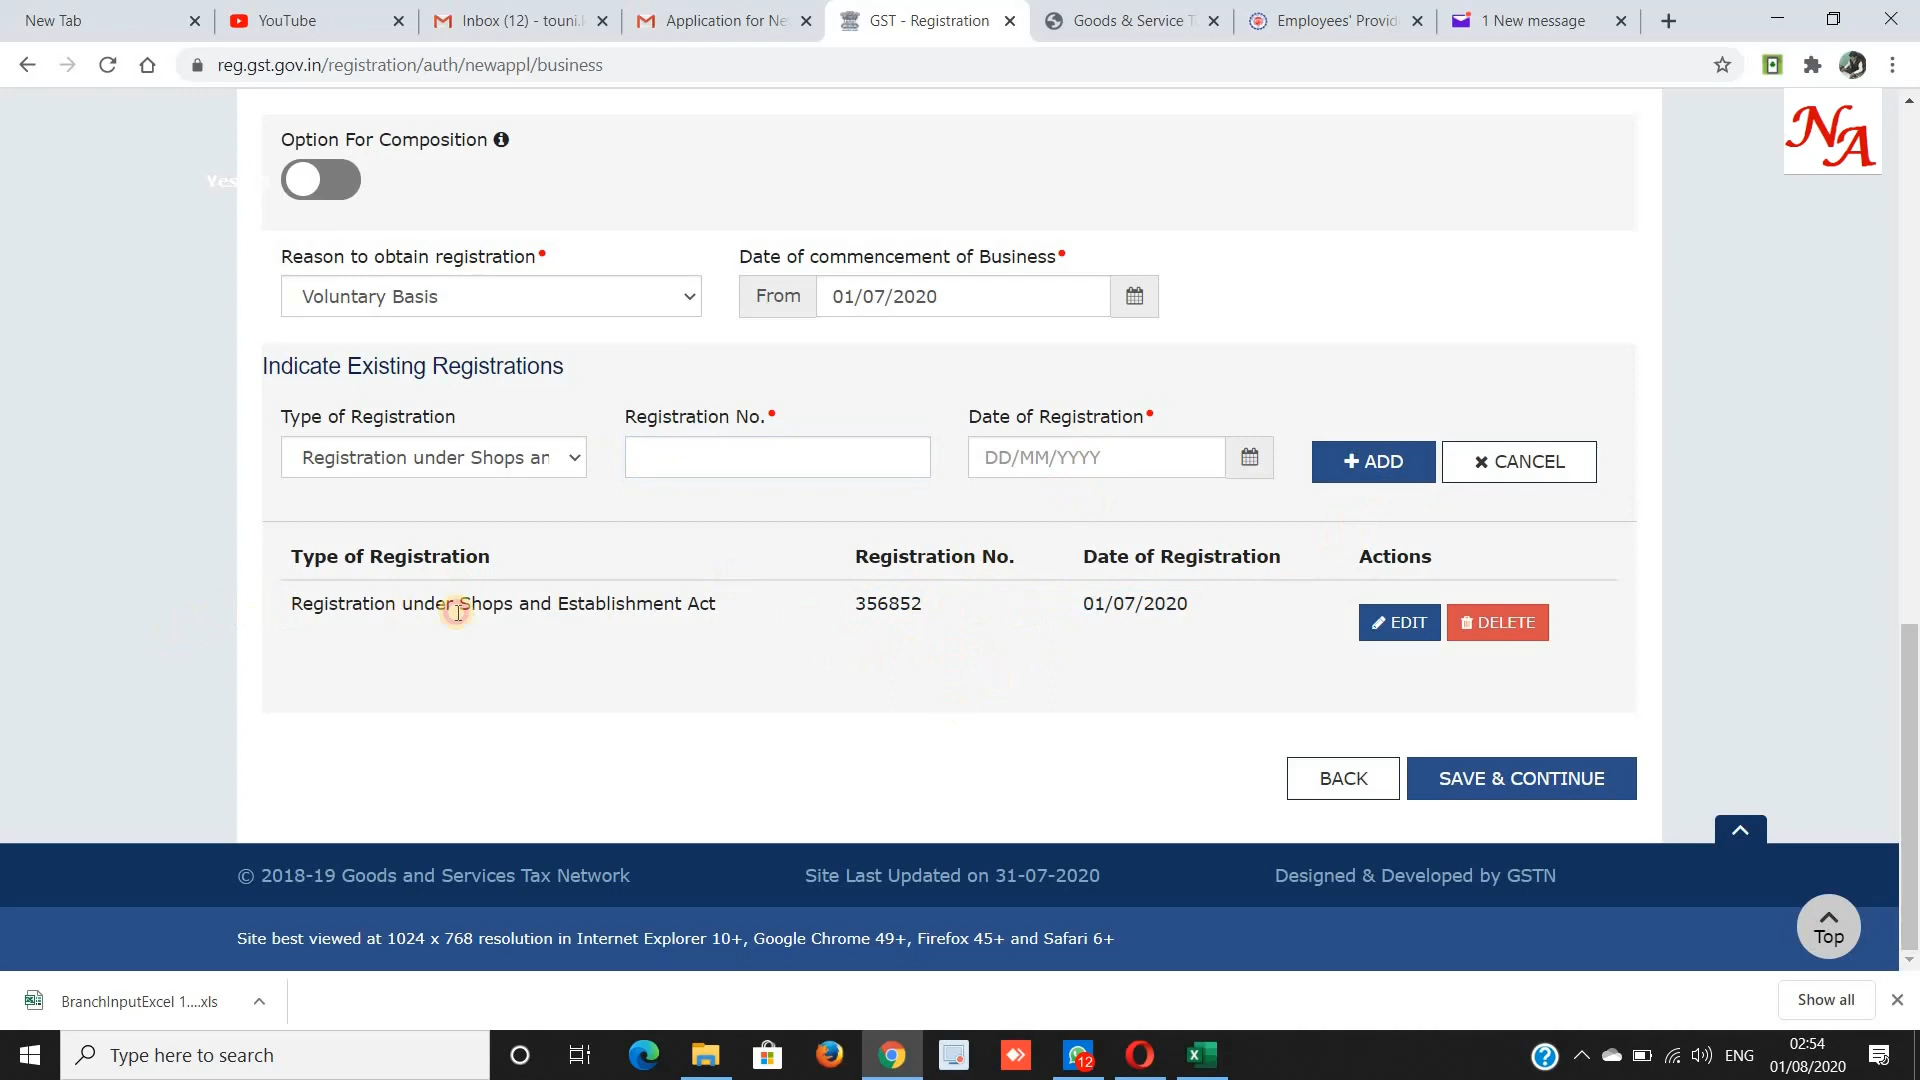 New Tab
YouTube
Inbox (12) - touni.
Application for Ne
GST - Registration
Goods & Service T
Employees' Provid
1 New message
reg.gst.gov.in/registration/auth/newappl/business
NA
Option For Composition
Yes
Reason to obtain registration•
Date of commencement of Business•
Voluntary Basis
From
01/07/2020
Indicate Existing Registrations
Type of Registration
Registration No.•
Date of Registration•
Registration under Shops an
DD/MM/YYYY
+ ADD
✖ CANCEL
Type of Registration
Registration No.
Date of Registration
Actions
Registration under Shops and Establishment Act
356852
01/07/2020
EDIT
DELETE
BACK
SAVE & CONTINUE
© 2018-19 Goods and Services Tax Network
Site Last Updated on 31-07-2020
Designed & Developed by GSTN
Site best viewed at 1024 x 768 resolution in Internet Explorer 10+, Google Chrome 49+, Firefox 45+ and Safari 6+
Top
BranchInputExcel 1....xls
Show all
Type here to search
12
ENG
02:54
01/08/2020